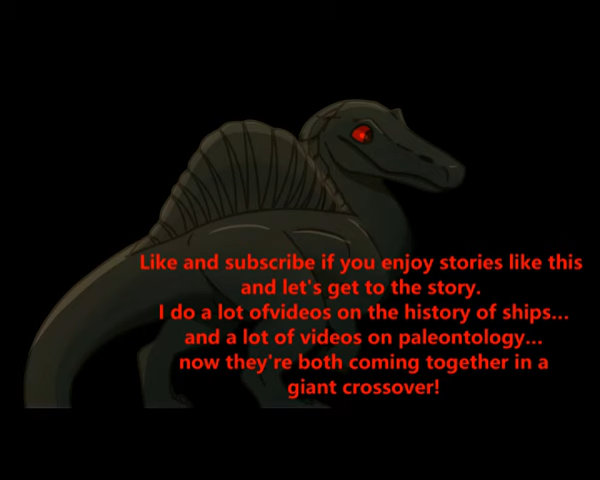 Like and subscribe if you enjoy stories like this
and let's get to the story.
I do a lot ofvideos on the history of ships...
and a lot of videos on paleontology...
now they're both coming together in a
giant crossover!